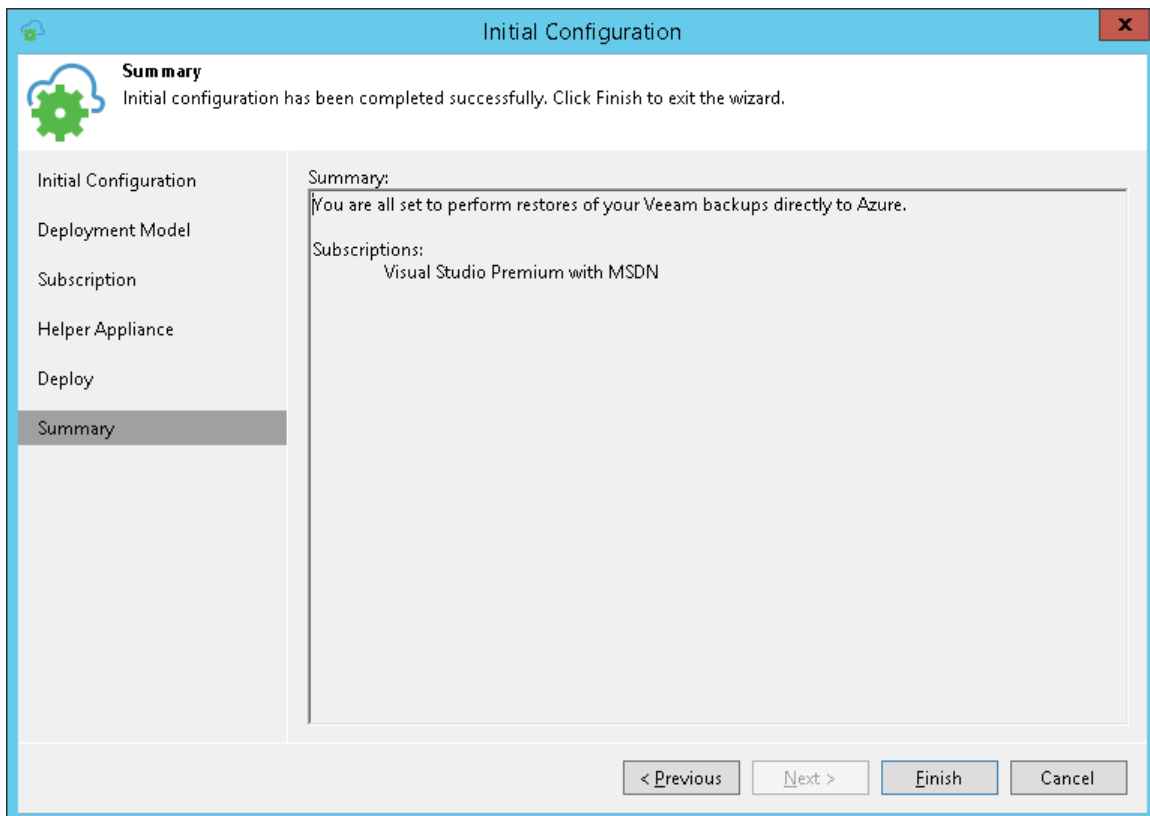 Initial Configuration
x
Summary
Initial configuration has been completed successfully. Click Finish to exit the wizard.
Initial Configuration
Deployment Model
Subscription
Helper Appliance
Deploy
Summary
Summary:
You are all set to perform restores of your Veeam backups directly to Azure.
Subscriptions:
Visual Studio Premium with MSDN
< Previous
Next >
Finish
Cancel